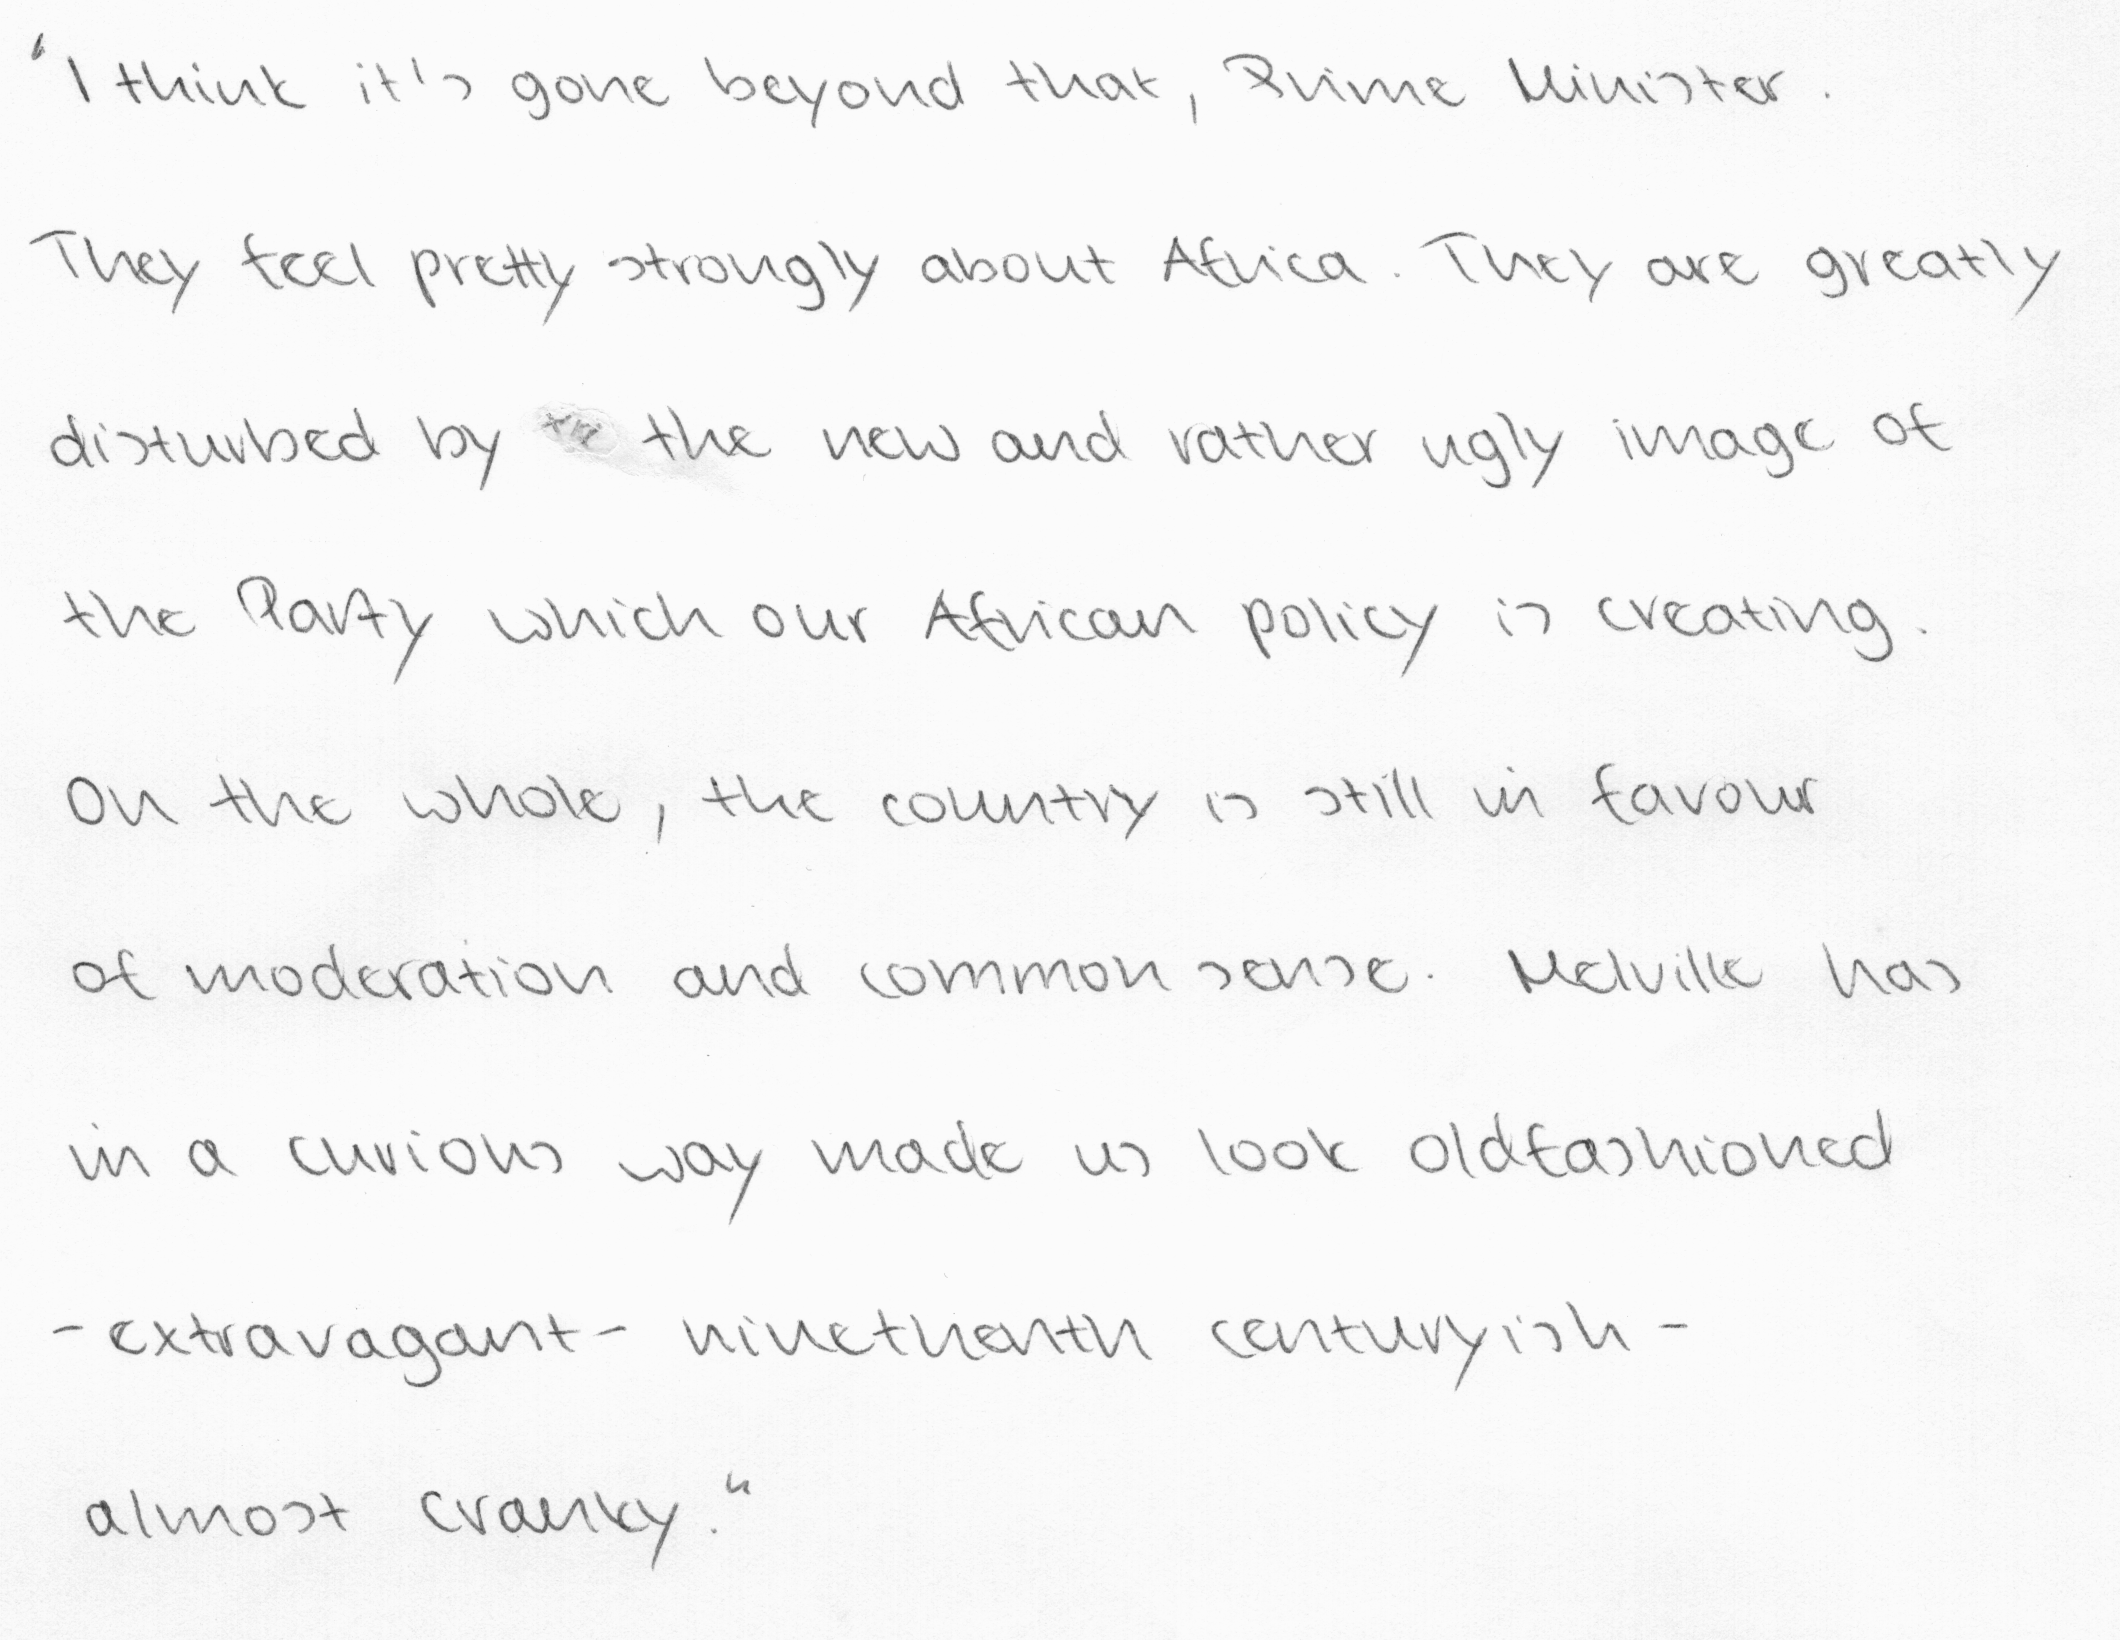 "I think it's gone beyond that, Prime Minister.
They feel pretty strongly about Africa. They are greatly
disturbed by the new and rather ugly image of
the Party which our African policy is creating.
On the whole, the country is still in favour
of moderation and common sense. Melville has
in a curious way made us look oldfashioned
- extravagant - ninetheenth centuryish -
almost cranky."